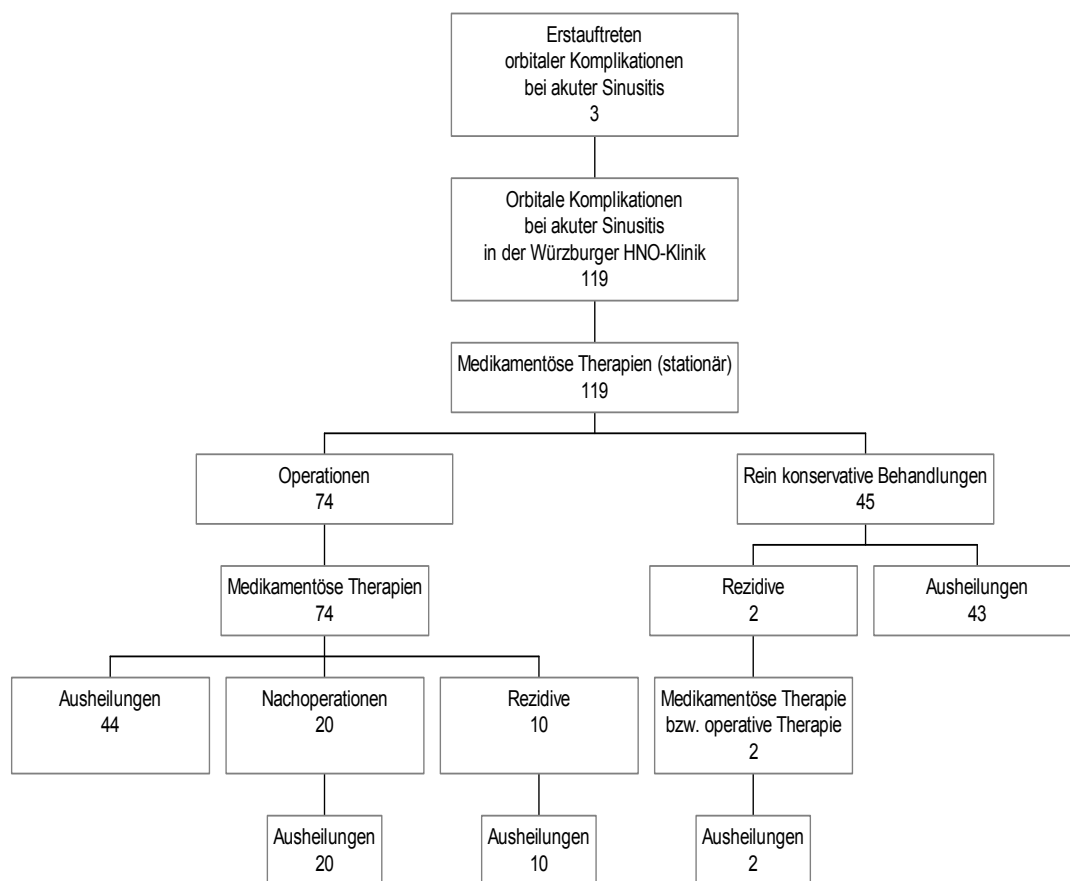 Erstauftreten
orbitaler Komplikationen
bei akuter Sinusitis
3
Orbitale Komplikationen
bei akuter Sinusitis
in der Würzburger HNO-Klinik
119
Medikamentöse Therapien (stationär)
119
Operationen
74
Rein konservative Behandlungen
45
Medikamentöse Therapien
74
Rezidive
2
Ausheilungen
43
Ausheilungen
44
Nachoperationen
20
Rezidive
10
Medikamentöse Therapie
bzw. operative Therapie
2
Ausheilungen
20
Ausheilungen
10
Ausheilungen
2